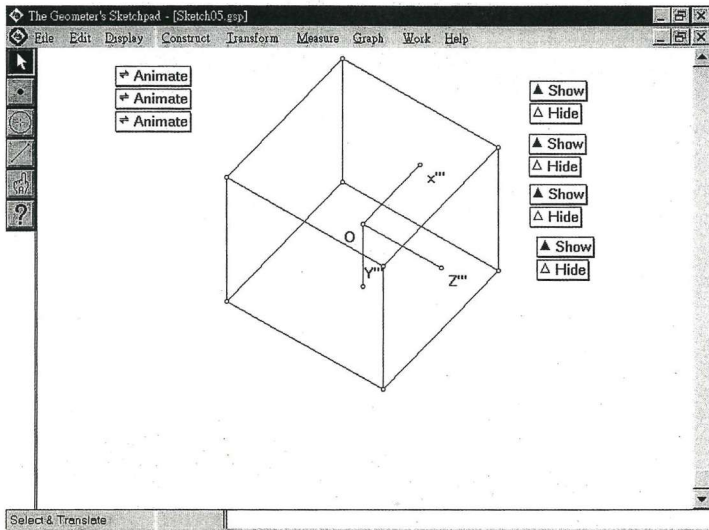 The Geometer's Sketchpad - [Sketch05.gsp]
File Edit Display Construct Transform Measure Graph Work Help
Animate
Animate
Animate
Show
Hide
Show
Hide
Show
Hide
Show
Hide
X'''
O
Y'''
Z'''
Select & Translate